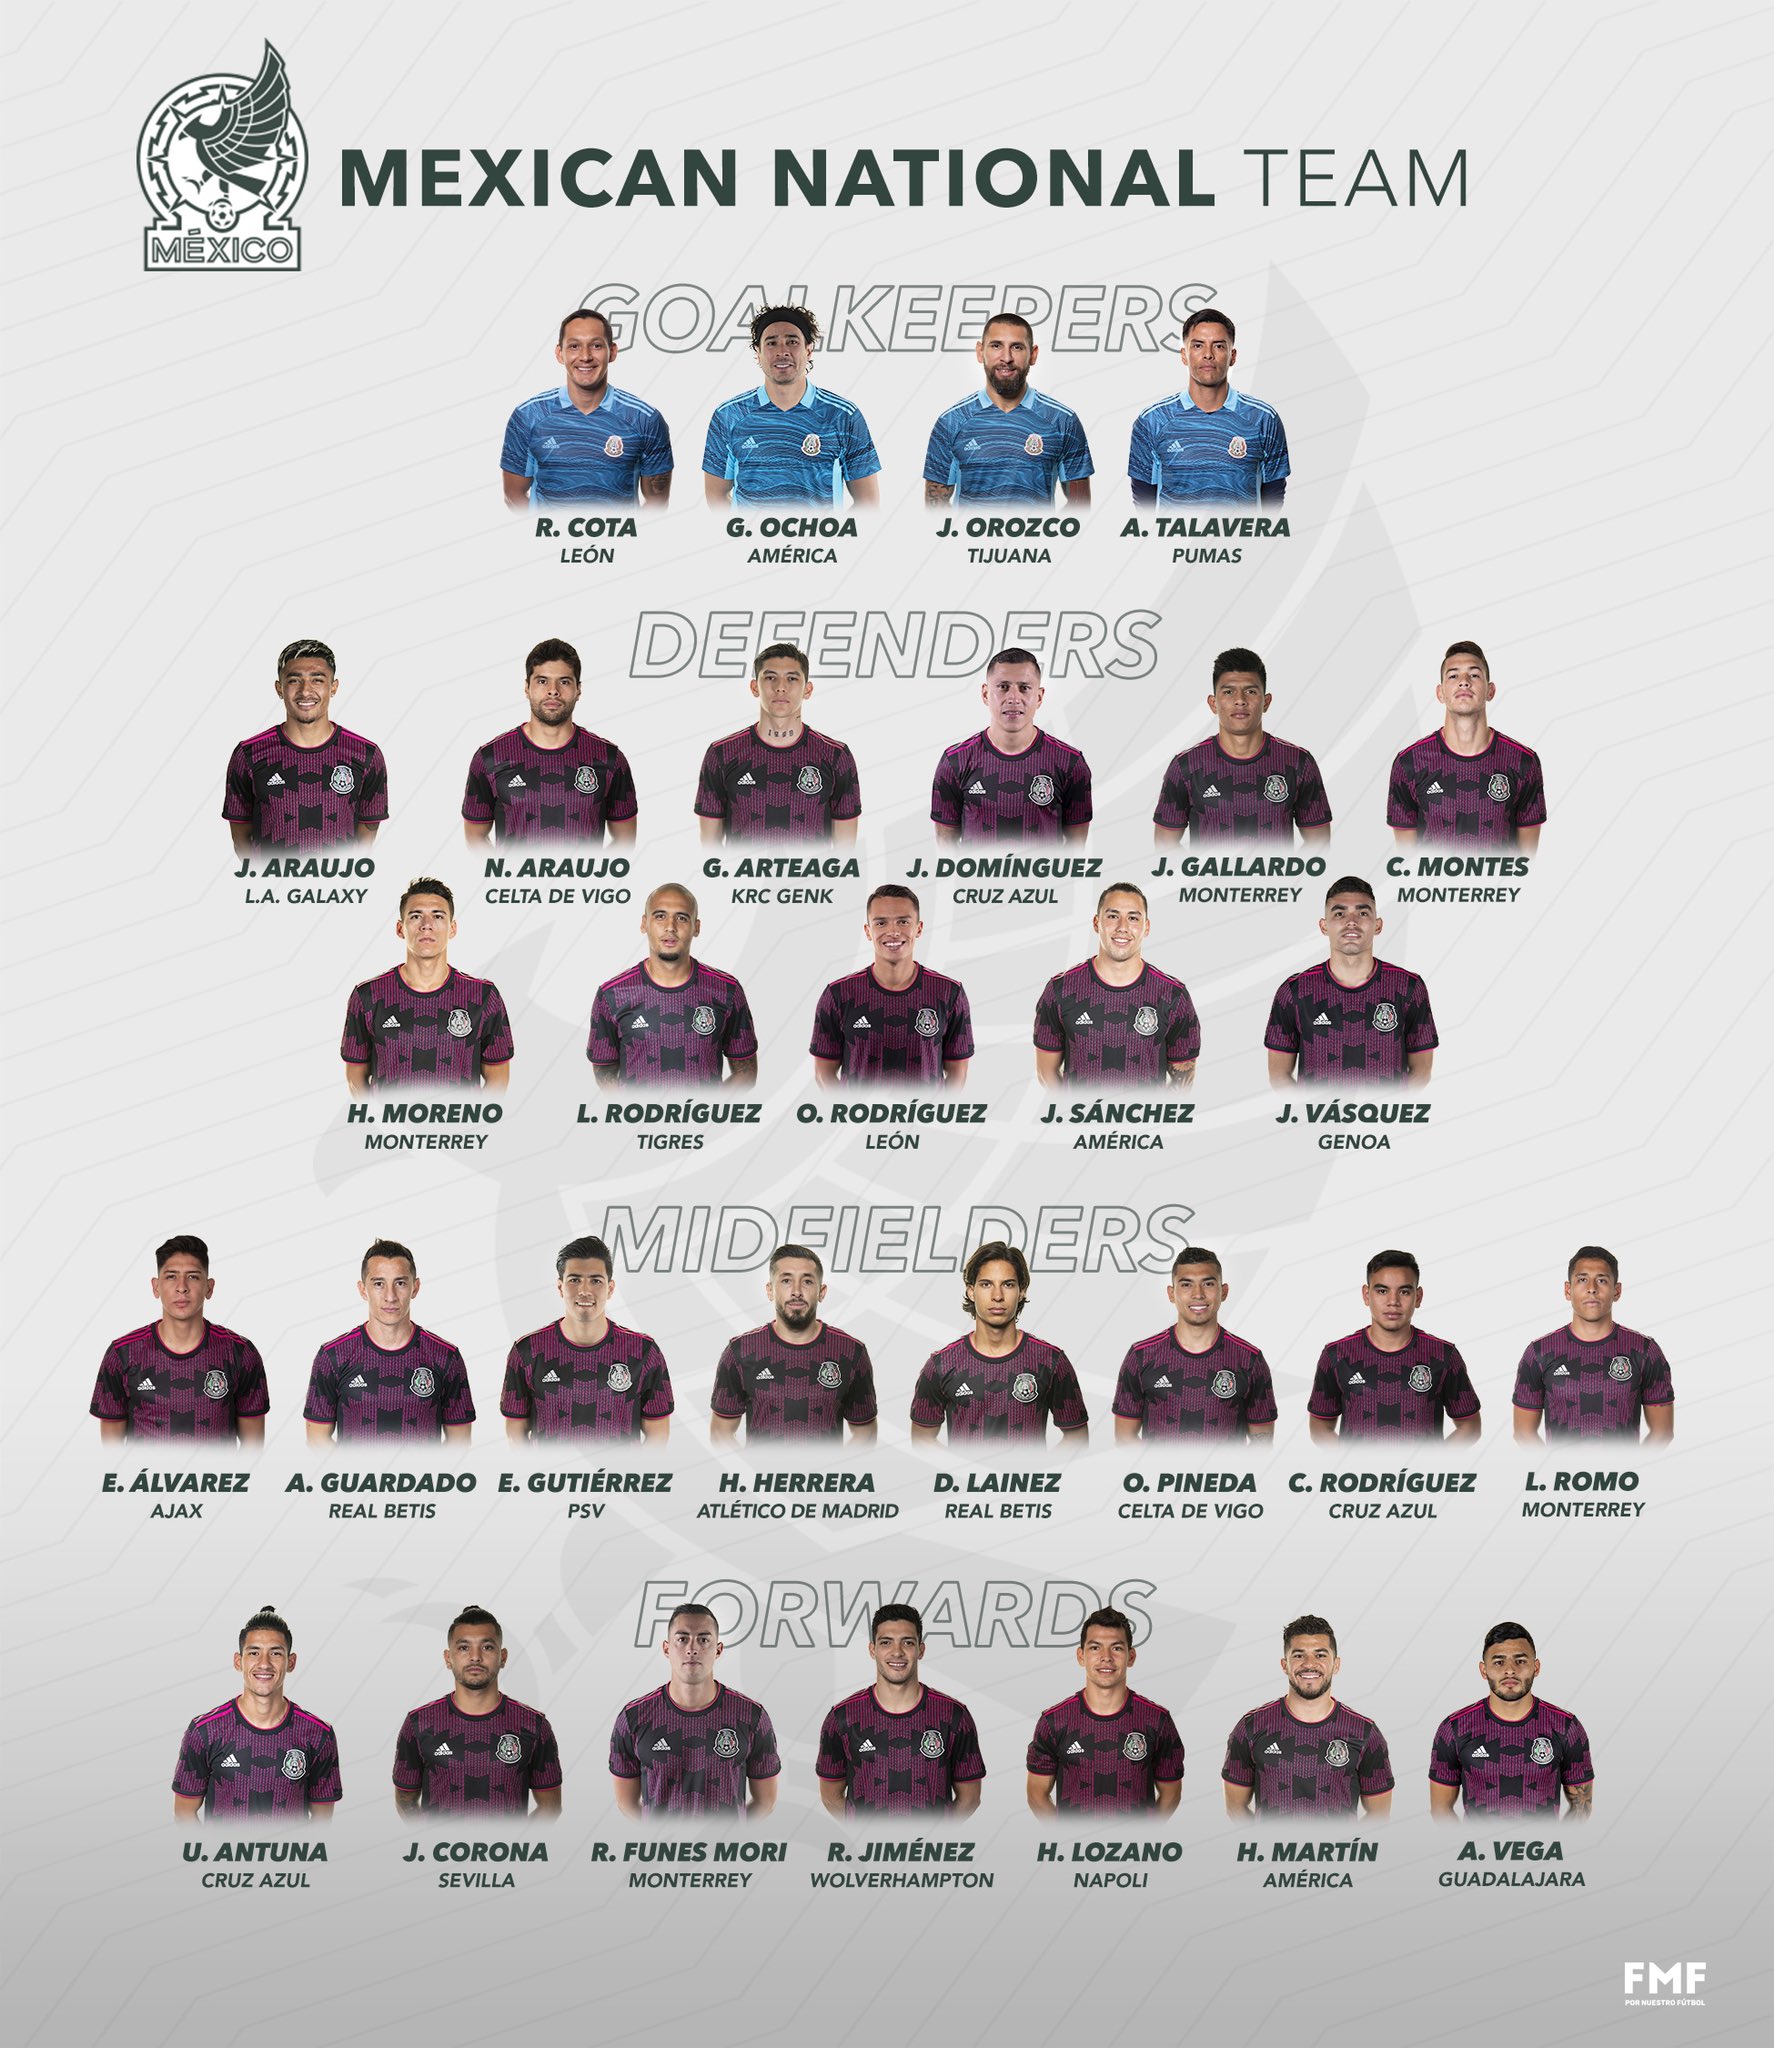 MÉXICO
MEXICAN NATIONAL TEAM
GOALKEEPERS
R. COTA
LEÓN
G. OCHOA
AMÉRICA
J. OROZCO
TIJUANA
A. TALAVERA
PUMAS
DEFENDERS
J. ARAUJO
L.A. GALAXY
N. ARAUJO
CELTA DE VIGO
G. ARTEAGA
KRC GENK
J. DOMÍNGUEZ
CRUZ AZUL
J. GALLARDO
MONTERREY
C. MONTES
MONTERREY
H. MORENO
MONTERREY
L. RODRÍGUEZ
TIGRES
O. RODRÍGUEZ
LEÓN
J. SÁNCHEZ
AMÉRICA
J. VÁSQUEZ
GENOA
MIDFIELDERS
E. ÁLVAREZ
AJAX
A. GUARDADO
REAL BETIS
E. GUTIÉRREZ
PSV
H. HERRERA
ATLÉTICO DE MADRID
D. LAINEZ
REAL BETIS
O. PINEDA
CELTA DE VIGO
C. RODRÍGUEZ
CRUZ AZUL
L. ROMO
MONTERREY
FORWARDS
U. ANTUNA
CRUZ AZUL
J. CORONA
SEVILLA
R. FUNES MORI
MONTERREY
R. JIMÉNEZ
WOLVERHAMPTON
H. LOZANO
NAPOLI
H. MARTÍN
AMÉRICA
A. VEGA
GUADALAJARA
FMF
POR NUESTRO FÚTBOL